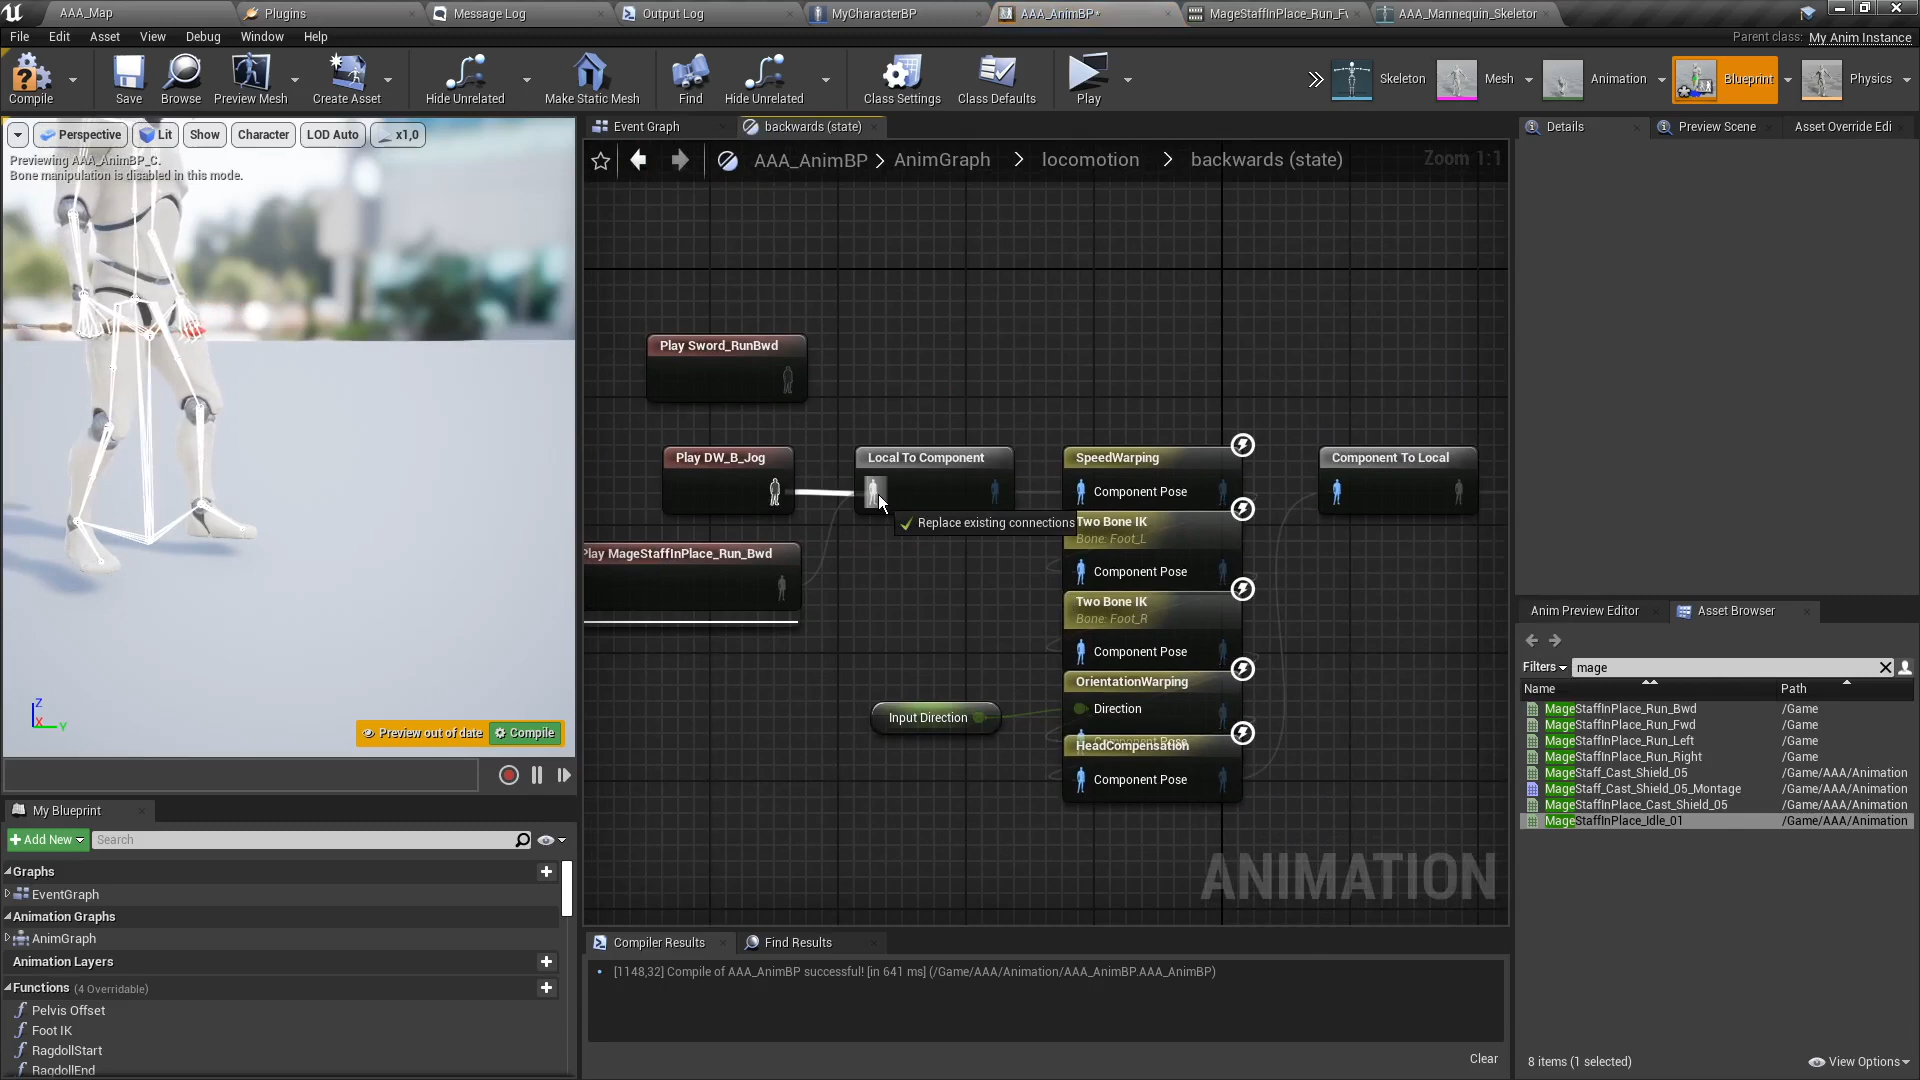 AAA_Map
Plugins
Message Log
Output Log
MyCharacterBP
AAA_AnimBP*
MageStaffInPlace_Run_Fw
AAA_Mannequin_Skeleton
File Edit Asset View Debug Window Help
Parent class: My Anim Instance
Compile
Save
Browse
Preview Mesh
Create Asset
Hide Unrelated
Make Static Mesh
Find
Hide Unrelated
Class Settings
Class Defaults
Play
Skeleton
Mesh
Animation
Blueprint
Physics
Perspective
Lit
Show
Character
LOD Auto
x1,0
Previewing AAA_AnimBP_C.
Bone manipulation is disabled in this mode.
Z
X
Y
Preview out of date
Compile
Event Graph
backwards (state)
AAA_AnimBP > AnimGraph > locomotion > backwards (state)
Zoom 1:1
Play Sword_RunBwd
Play DW_B_Jog
Local To Component
Replace existing connections
Play MageStaffInPlace_Run_Bwd
SpeedWarping
Component Pose
Two Bone IK
Bone: Foot_L
Component Pose
Two Bone IK
Bone: Foot_R
Component Pose
OrientationWarping
Direction
Component Pose
Input Direction
HeadCompensation
Component Pose
Component To Local
ANIMATION
Details
Preview Scene
Asset Override Edi
Anim Preview Editor
Asset Browser
Filters
mage
Name
Path
MageStaffInPlace_Run_Bwd /Game
MageStaffInPlace_Run_Fwd /Game
MageStaffInPlace_Run_Left /Game
MageStaffInPlace_Run_Right /Game
MageStaff_Cast_Shield_05 /Game/AAA/Animation
MageStaff_Cast_Shield_05_Montage /Game/AAA/Animation
MageStaffInPlace_Cast_Shield_05 /Game/AAA/Animation
MageStaffInPlace_Idle_01 /Game/AAA/Animation
8 items (1 selected)
View Options
My Blueprint
Add New
Search
Graphs
EventGraph
Animation Graphs
AnimGraph
Animation Layers
Functions (4 Overridable)
Pelvis Offset
Foot IK
RagdollStart
RagdollEnd
Compiler Results
Find Results
[1148,32] Compile of AAA_AnimBP successful! [in 641 ms] (/Game/AAA/Animation/AAA_AnimBP.AAA_AnimBP)
Clear